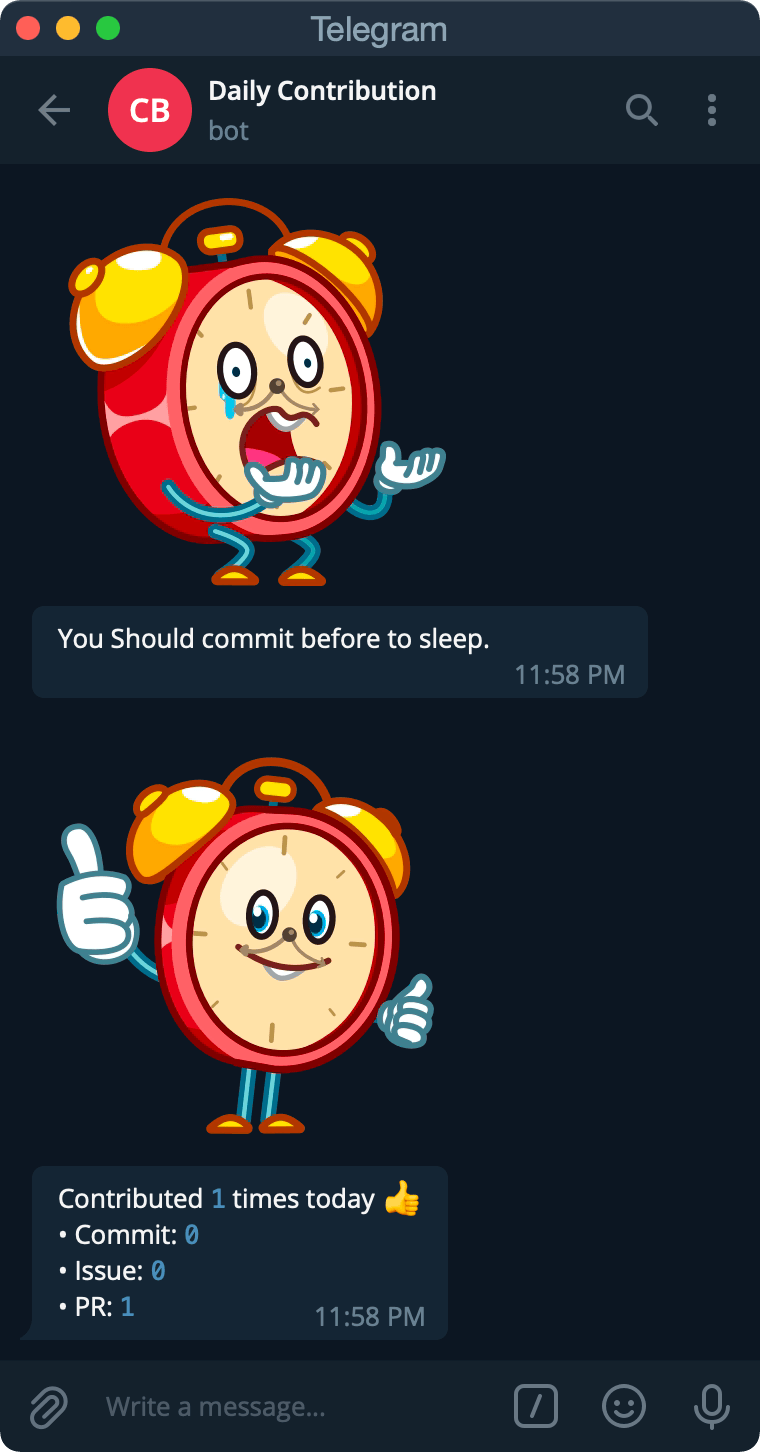 Telegram
CB
Daily Contribution
bot
You Should commit before to sleep.
11:58 PM
Contributed 1 times today 👍
• Commit: 0
• Issue: 0
• PR: 1
11:58 PM
Write a message...